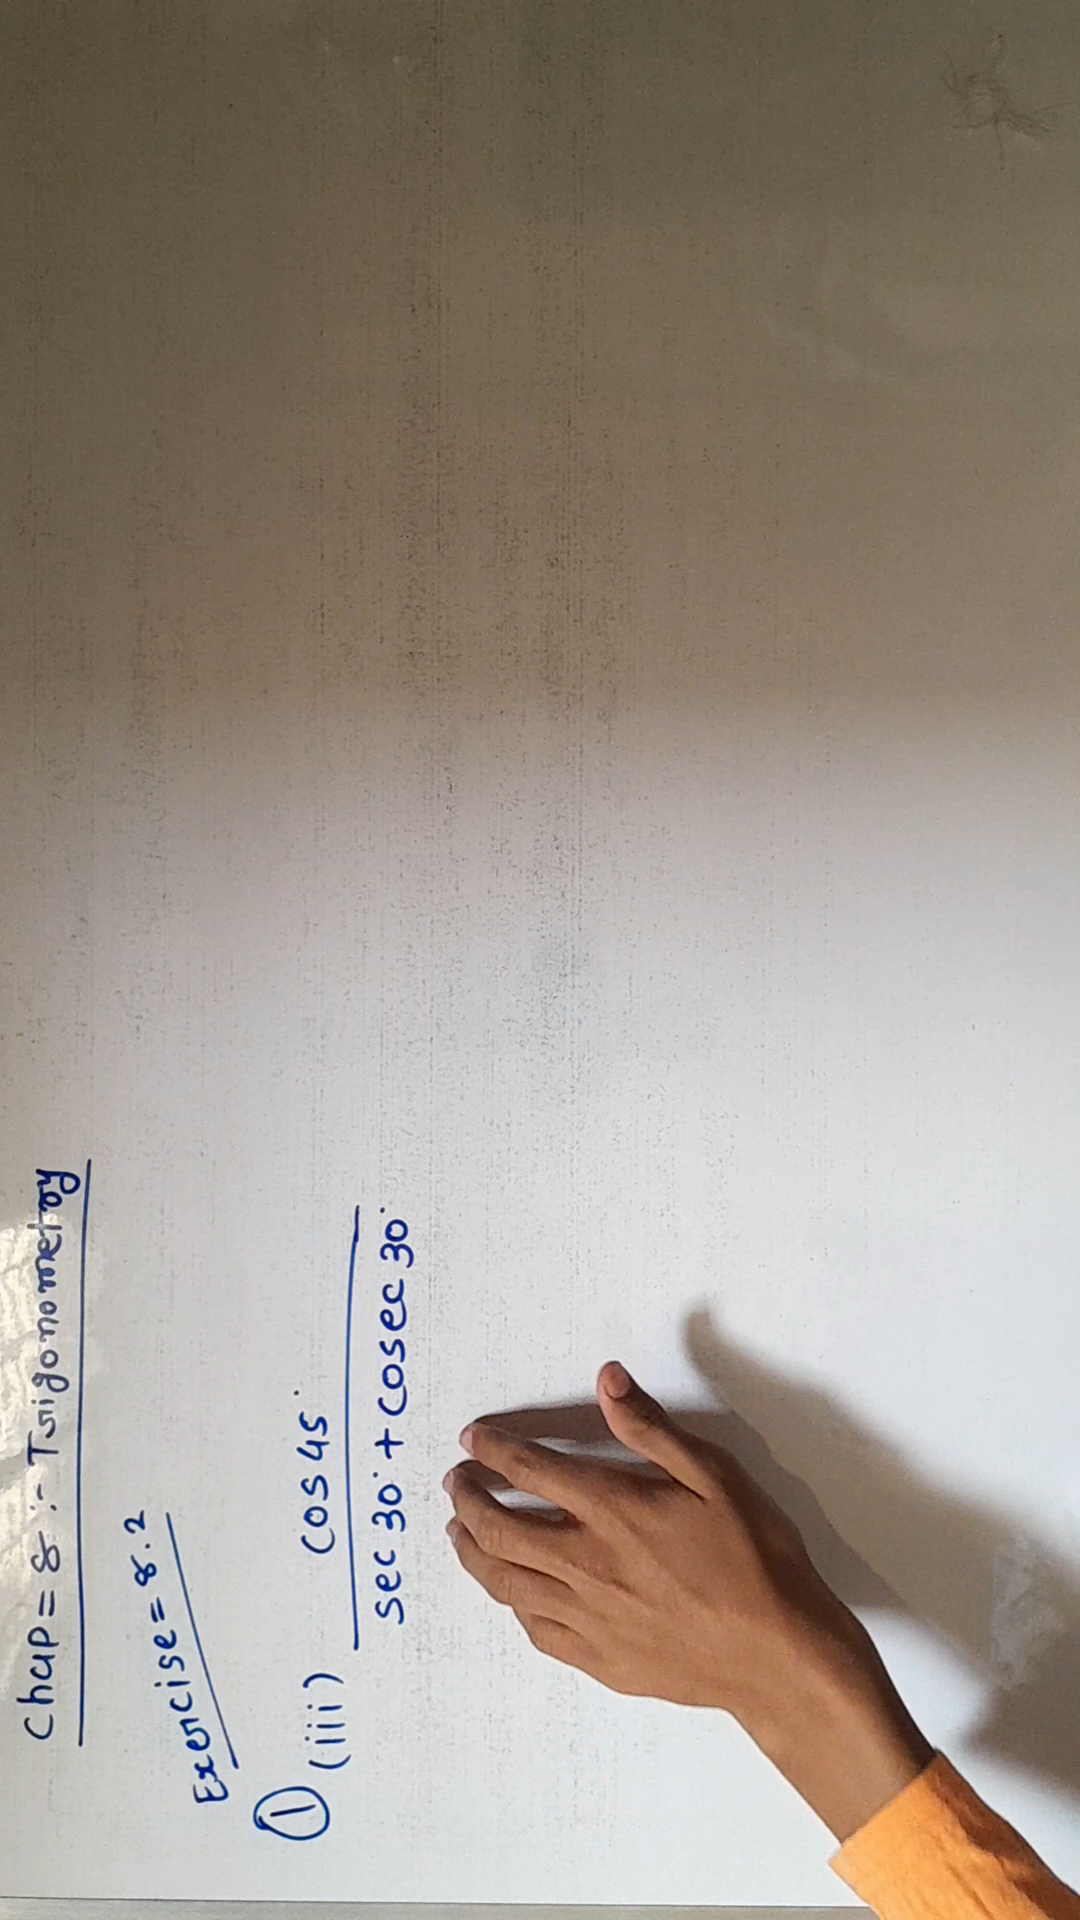 Chap = 8 :- Trigonometry
Exercise = 8.2
① (iii) cos 45°
sec 30° + cosec 30°